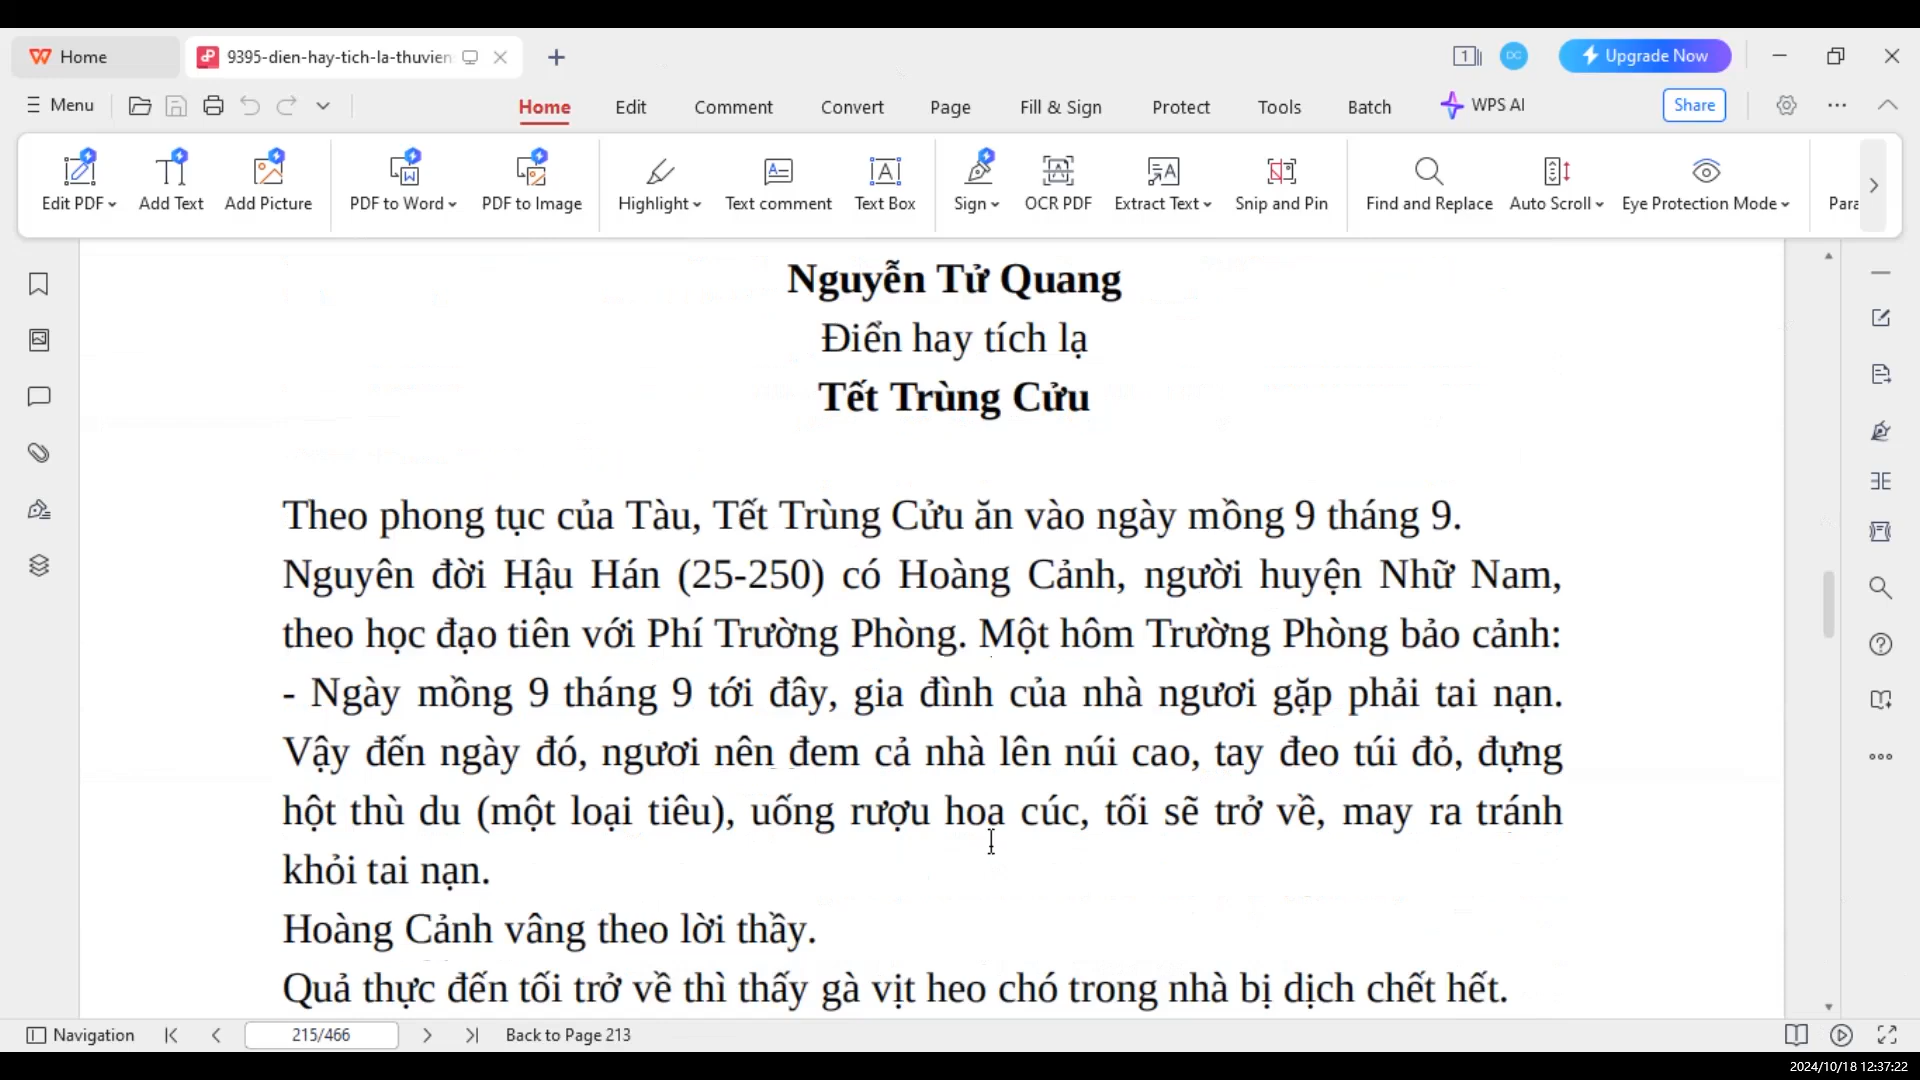 Home
9395-dien-hay-tich-la-thuvien
1
DC
Upgrade Now
Menu
Home
Edit
Comment
Convert
Page
Fill & Sign
Protect
Tools
Batch
WPS AI
Share
Edit PDF
Add Text
Add Picture
PDF to Word
PDF to Image
Highlight
Text comment
Text Box
Sign
OCR PDF
Extract Text
Snip and Pin
Find and Replace
Auto Scroll
Eye Protection Mode
Para
Nguyễn Tử Quang
Điển hay tích lạ
Tết Trùng Cửu
Theo phong tục của Tàu, Tết Trùng Cửu ăn vào ngày mồng 9 tháng 9.
Nguyên đời Hậu Hán (25-250) có Hoàng Cảnh, người huyện Nhữ Nam,
theo học đạo tiên với Phí Trường Phòng. Một hôm Trường Phòng bảo cảnh:
- Ngày mồng 9 tháng 9 tới đây, gia đình của nhà ngươi gặp phải tai nạn.
Vậy đến ngày đó, ngươi nên đem cả nhà lên núi cao, tay đeo túi đỏ, đựng
hột thù du (một loại tiêu), uống rượu hoa cúc, tối sẽ trở về, may ra tránh
khỏi tai nạn.
Hoàng Cảnh vâng theo lời thầy.
Quả thực đến tối trở về thì thấy gà vịt heo chó trong nhà bị dịch chết hết.
Navigation
215/466
Back to Page 213
2024/10/18 12:37:22